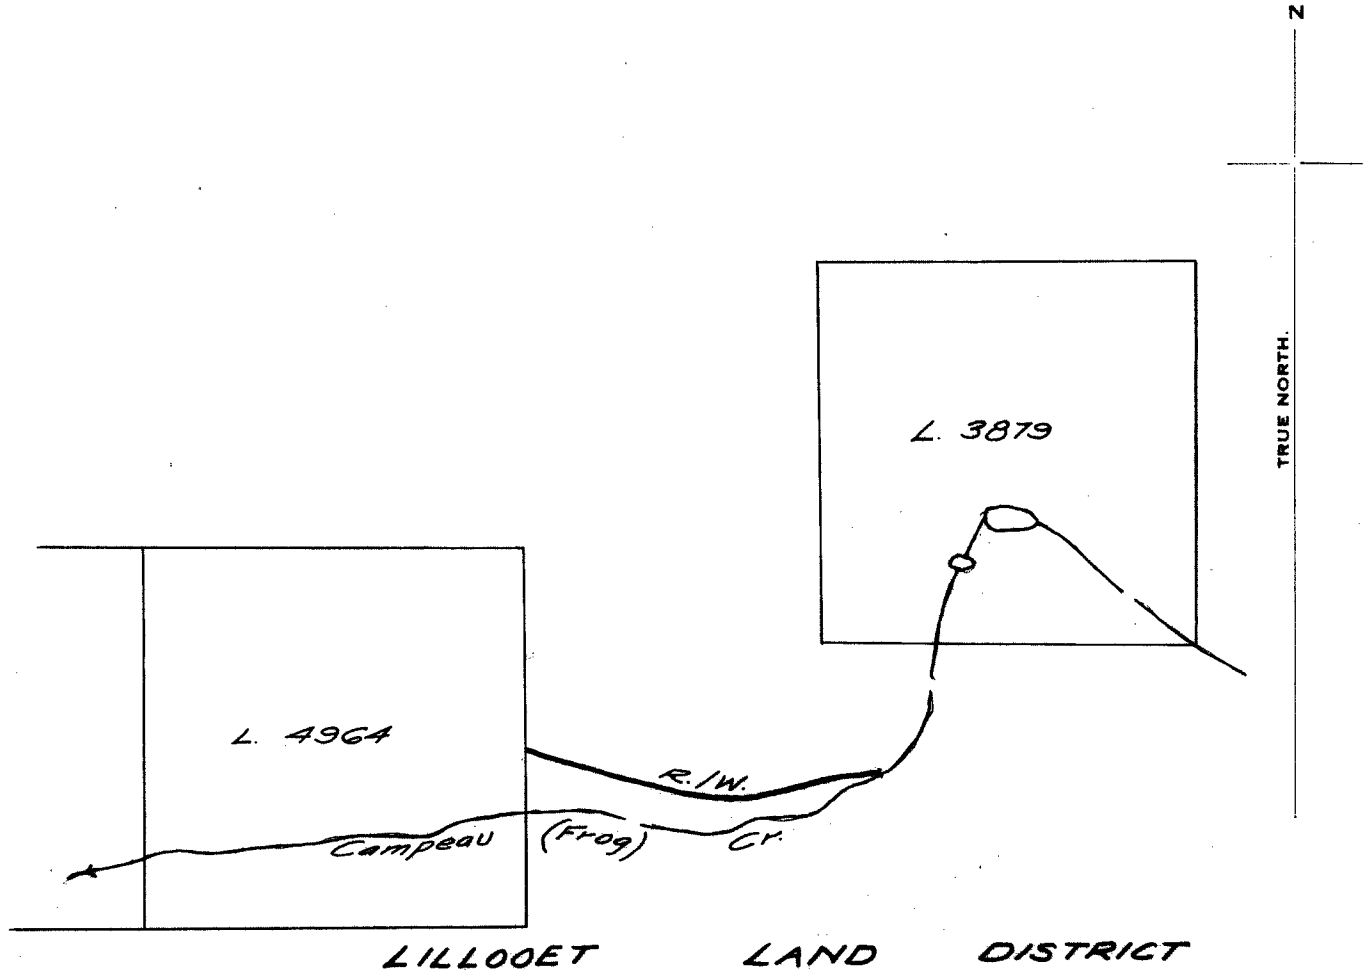 N
TRUE NORTH.
L. 3879
L. 4964
R./W.
Campeau (Frog) Cr.
LILLOOET LAND DISTRICT